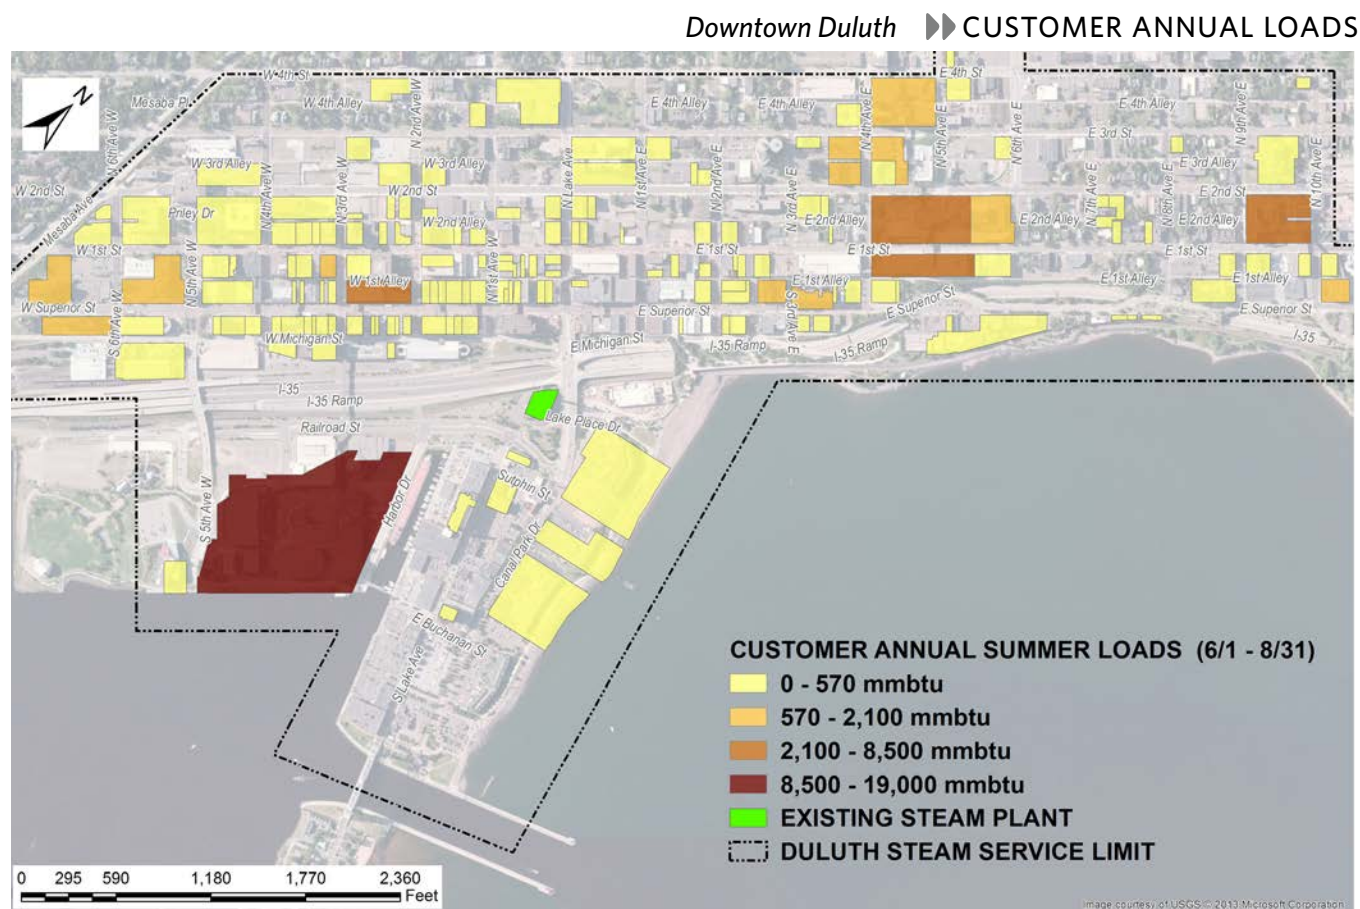 Downtown Duluth CUSTOMER ANNUAL LOADS
W 4th St
E 4th St
Mesaba Pl
W 4th Alley
E 4th Alley
E 4th Alley
E 4th Alley
N
N 6th Ave W
N 2nd Ave W
N 4th Ave E
N 5th Ave E
N 6th Ave E
N 9th Ave E
E 3rd St
W 3rd Alley
W 3rd Alley
E 3rd Alley
W 2nd St
W 2nd St
E 2nd St
N 4th Ave W
N 3rd Ave W
N Lake Ave
N 1st Ave E
N 2nd Ave E
N 3rd Ave E
N 7th Ave E
N 8th Ave E
N 10th Ave E
Mesaba Ave
Priley Dr
W 2nd Alley
E 2nd Alley
E 2nd Alley
E 2nd Alley
W 1st St
E 1st St
E 1st St
E 1st St
N 5th Ave W
N 1st Ave W
W 1st Alley
E 1st Alley
E 1st Alley
E 1st Alley
W Superior St
E Superior St
E Superior St
E Superior St
S 6th Ave W
S 3rd Ave E
W Michigan St
E Michigan St
I-35 Ramp
I-35 Ramp
I-35
I-35
I-35 Ramp
Railroad St
Lake Place Dr
S 5th Ave W
Harbor Dr
Sutphin St
Canal Park Dr
E Buchanan St
S Lake Ave
CUSTOMER ANNUAL SUMMER LOADS (6/1 - 8/31)
0 - 570 mmbtu
570 - 2,100 mmbtu
2,100 - 8,500 mmbtu
8,500 - 19,000 mmbtu
EXISTING STEAM PLANT
DULUTH STEAM SERVICE LIMIT
0 295 590 1,180 1,770 2,360
Feet
Image courtesy of USGS © 2013 Microsoft Corporation